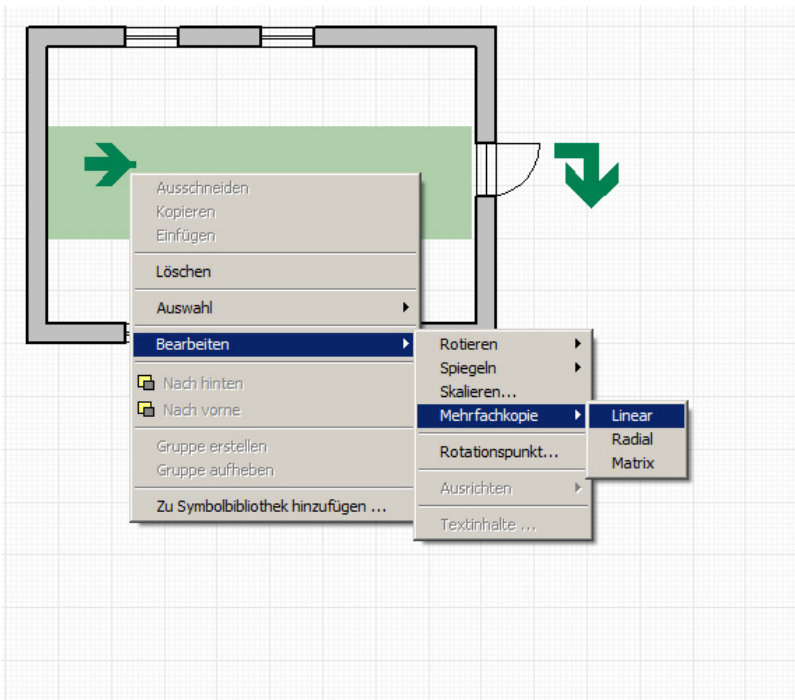 Ausschneiden
Kopieren
Einfügen
Löschen
Auswahl
Bearbeiten
Nach hinten
Nach vorne
Gruppe erstellen
Gruppe aufheben
Zu Symbolbibliothek hinzufügen ...
Rotieren
Spiegeln
Skalieren...
Mehrfachkopie
Rotationspunkt...
Ausrichten
Textinhalte ...
Linear
Radial
Matrix